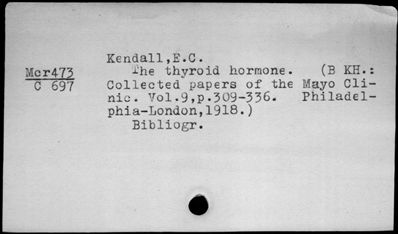 Kendall,E.C.
Mcr473 The thyroid hormone. (B KH.:
C 697 Collected papers of the Mayo Cli-
nic. Vol.9,p.309-336. Philadel-
phia-London,1918.)
Bibliogr.